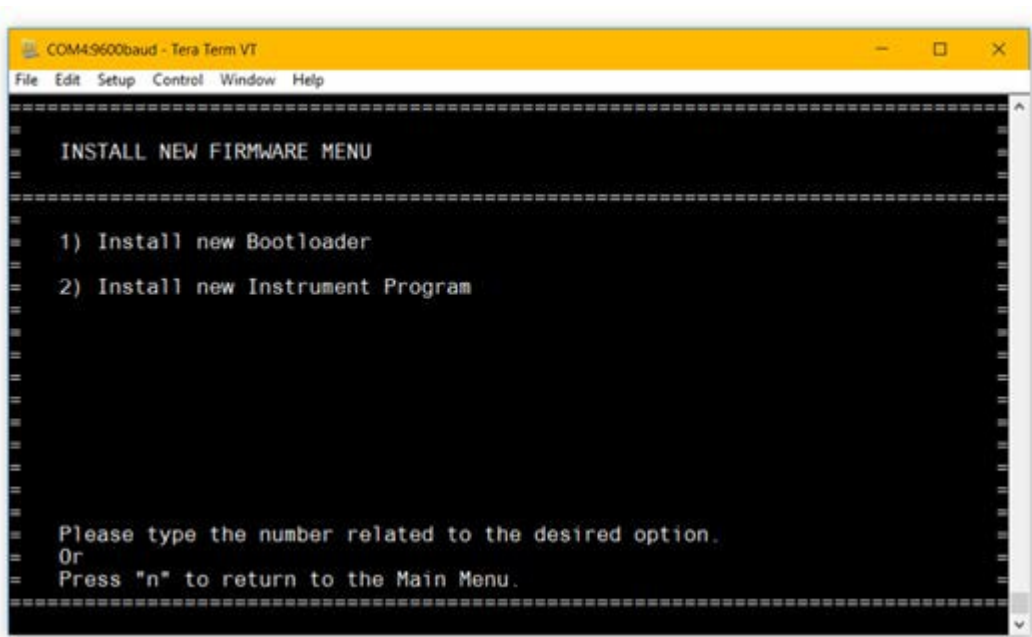 COM4:9600baud - Tera Term VT
File Edit Setup Control Window Help
INSTALL NEW FIRMWARE MENU
1) Install new Bootloader
2) Install new Instrument Program
Please type the number related to the desired option.
Or
Press "n" to return to the Main Menu.